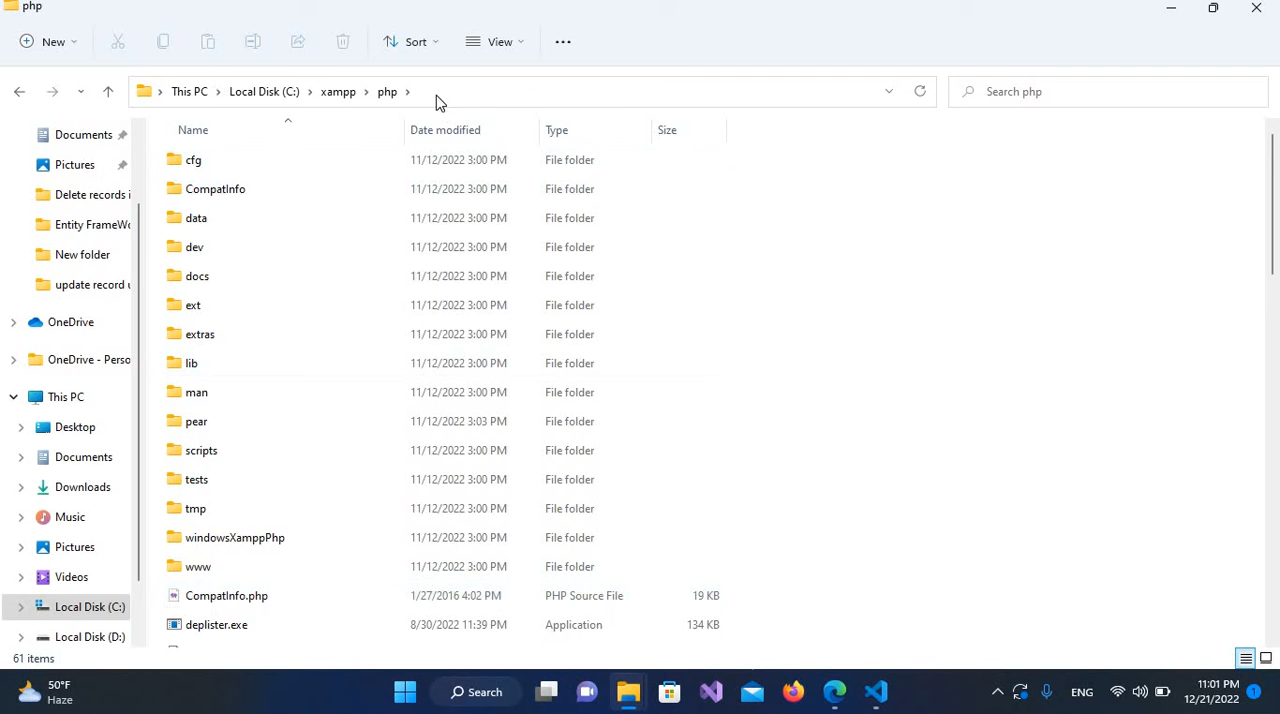 php
New
Sort
View
This PC
Local Disk (C:)
xampp
php
Search php
Name
Date modified
Type
Size
Documents
Pictures
Delete records i
Entity FrameWo
New folder
update record u
OneDrive
OneDrive - Perso
This PC
Desktop
Documents
Downloads
Music
Pictures
Videos
Local Disk (C:)
Local Disk (D:)
cfg 11/12/2022 3:00 PM File folder
CompatInfo 11/12/2022 3:00 PM File folder
data 11/12/2022 3:00 PM File folder
dev 11/12/2022 3:00 PM File folder
docs 11/12/2022 3:00 PM File folder
ext 11/12/2022 3:00 PM File folder
extras 11/12/2022 3:00 PM File folder
lib 11/12/2022 3:00 PM File folder
man 11/12/2022 3:00 PM File folder
pear 11/12/2022 3:03 PM File folder
scripts 11/12/2022 3:00 PM File folder
tests 11/12/2022 3:00 PM File folder
tmp 11/12/2022 3:00 PM File folder
windowsXamppPhp 11/12/2022 3:00 PM File folder
www 11/12/2022 3:00 PM File folder
CompatInfo.php 1/27/2016 4:02 PM PHP Source File 19 KB
deplister.exe 8/30/2022 11:39 PM Application 134 KB
61 items
50°F
Haze
Search
ENG
11:01 PM
12/21/2022
1